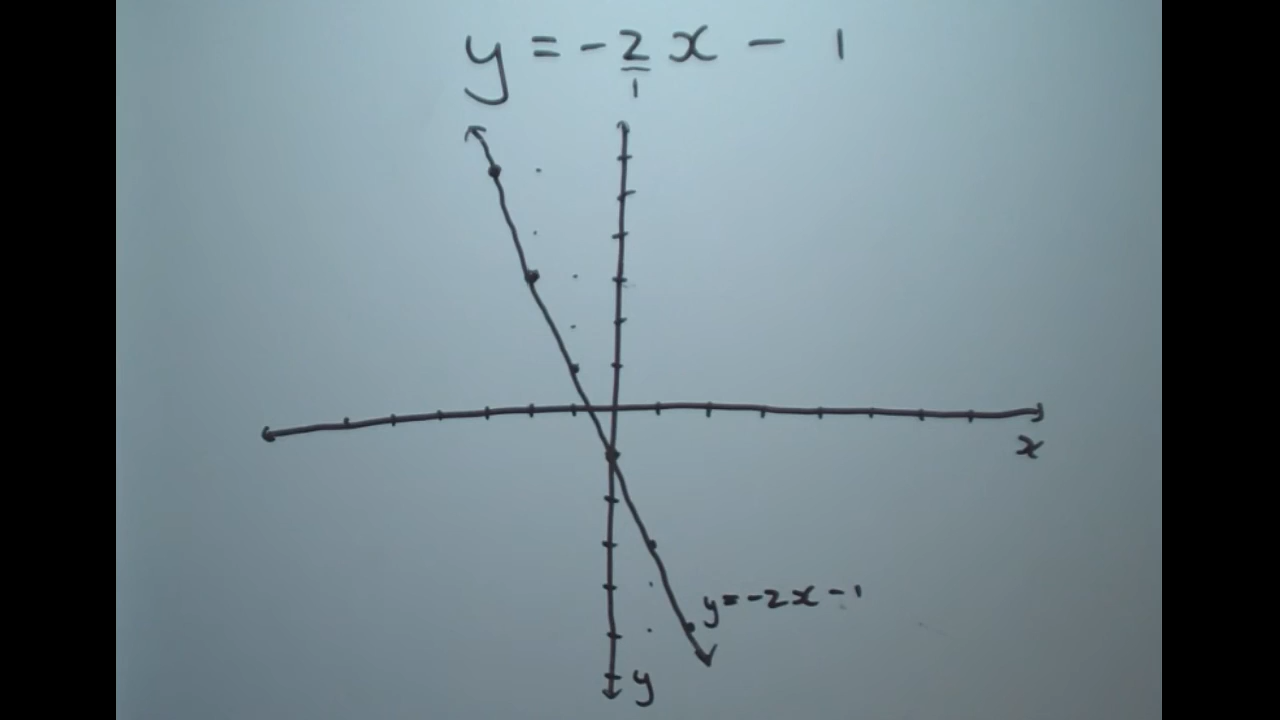 y = -2/1 x - 1
x
y = -2x - 1
y